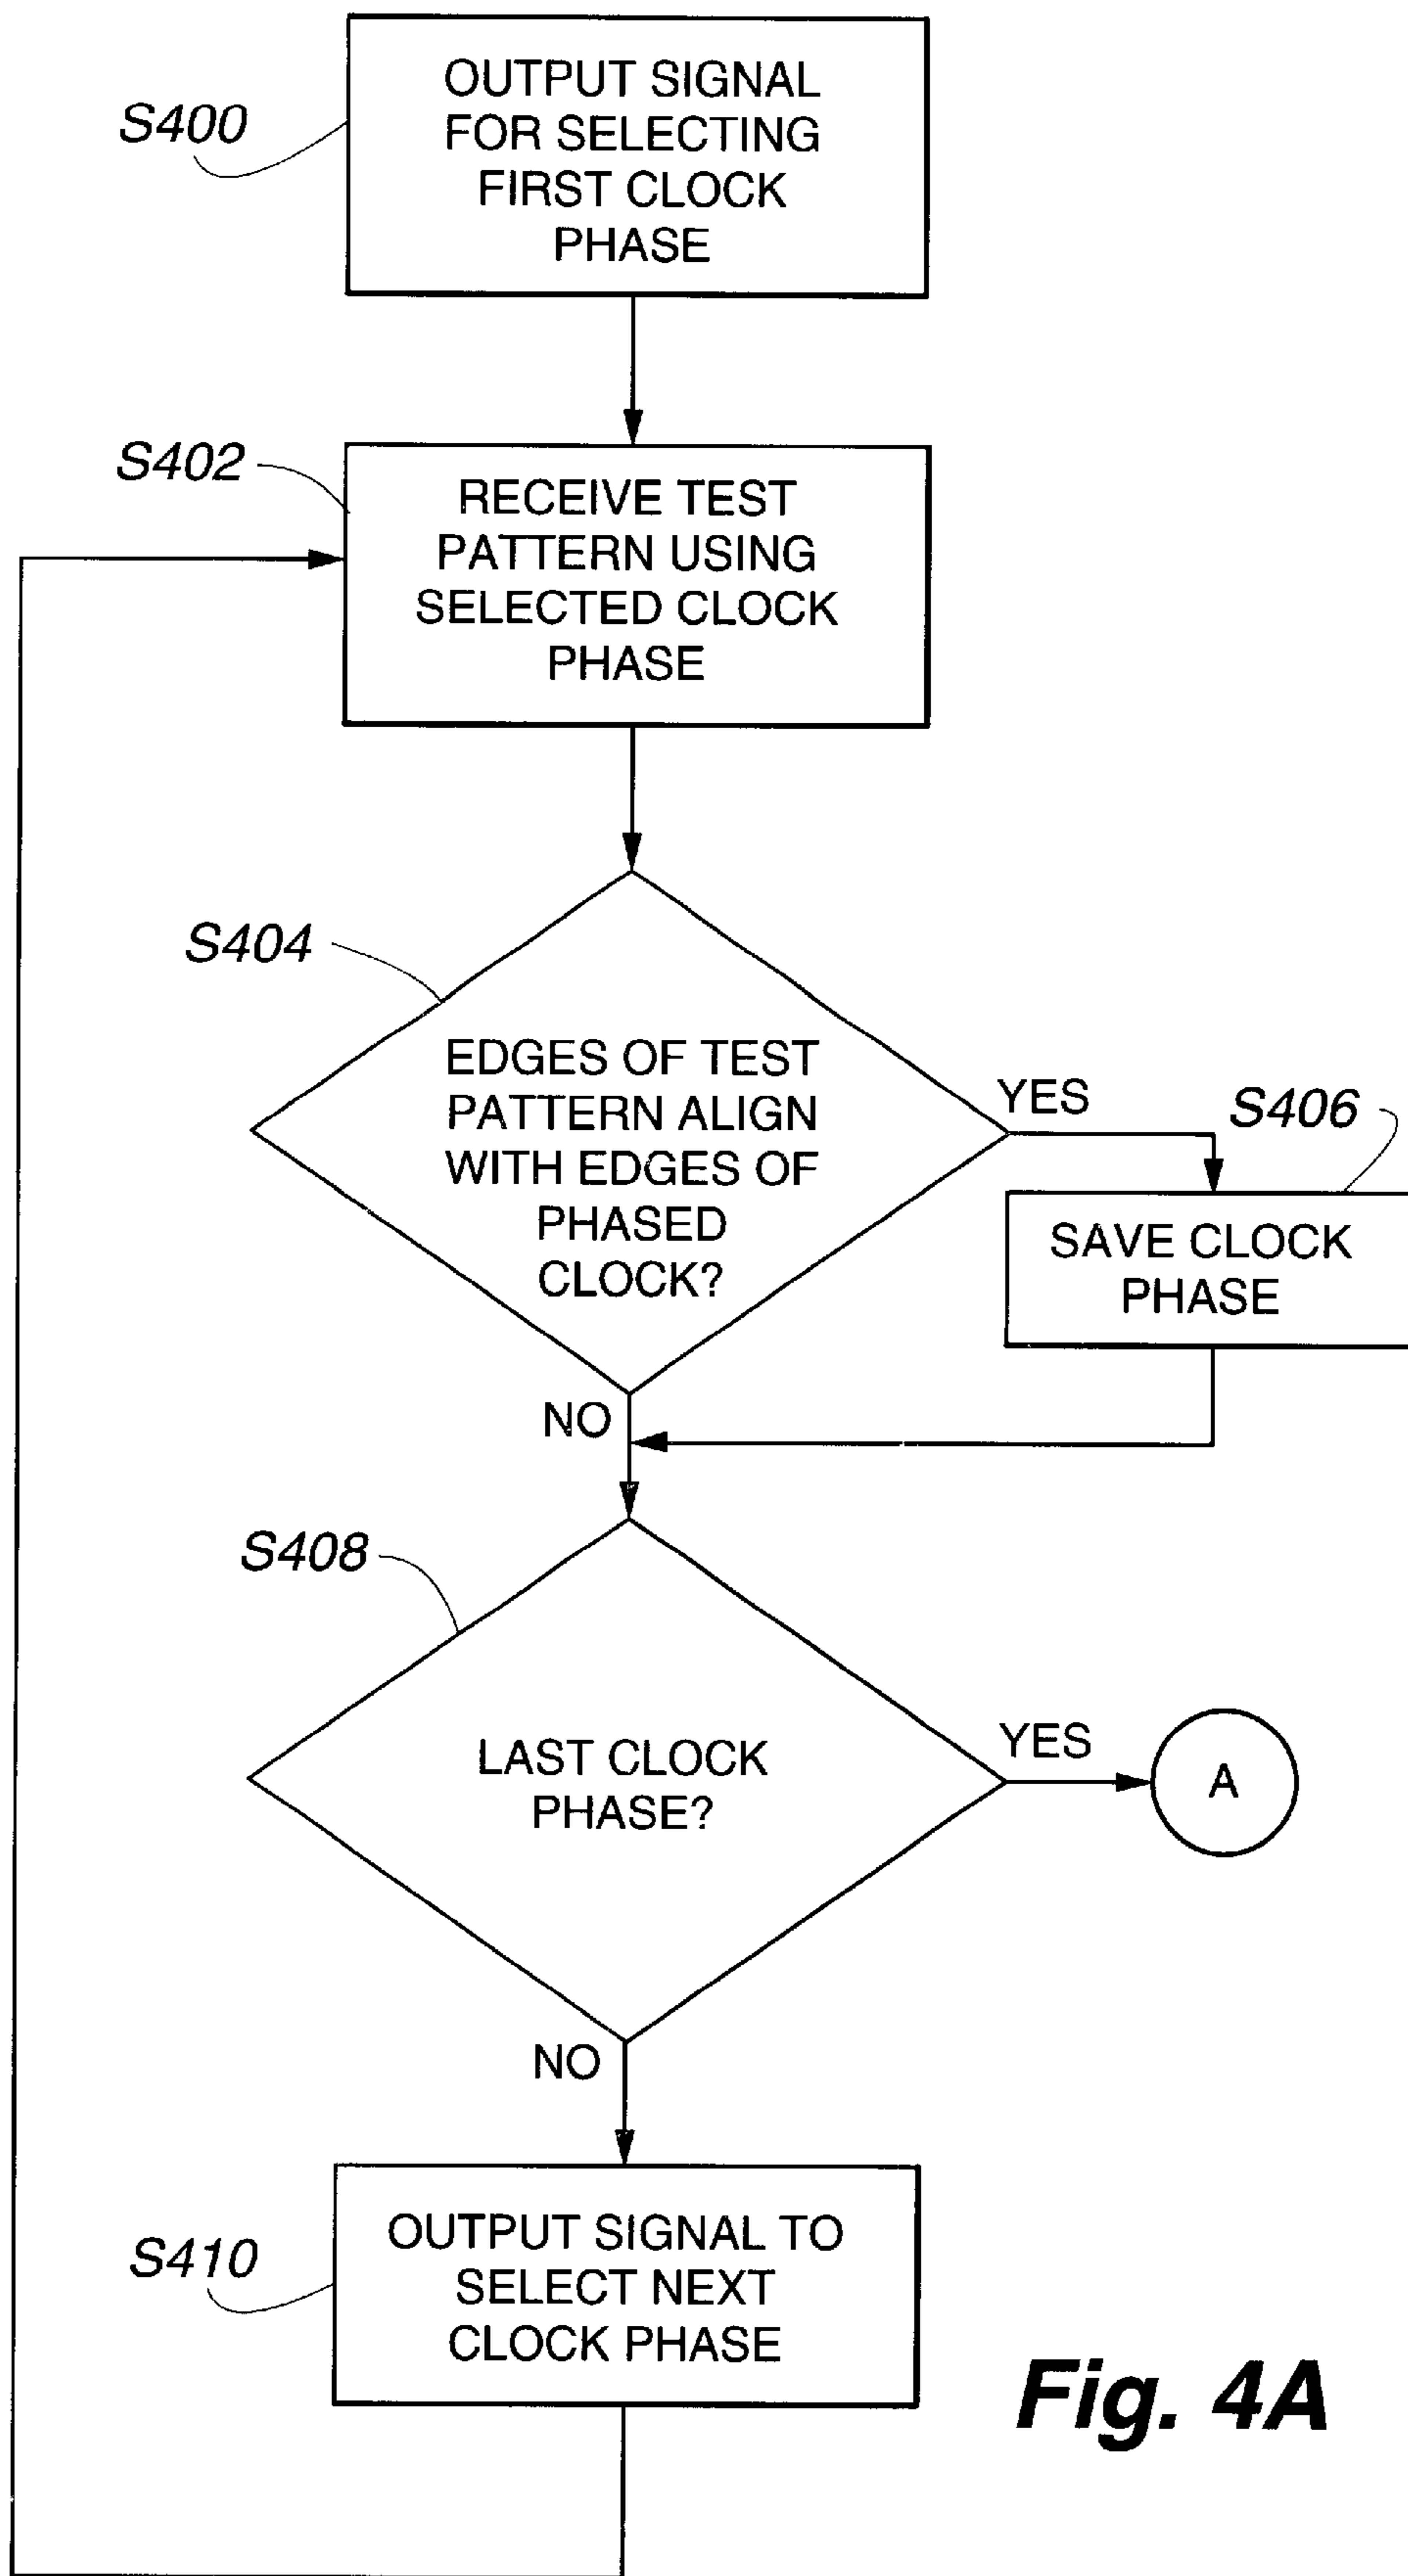 S400
OUTPUT SIGNAL
FOR SELECTING
FIRST CLOCK
PHASE
S402
RECEIVE TEST
PATTERN USING
SELECTED CLOCK
PHASE
S404
EDGES OF TEST
PATTERN ALIGN
WITH EDGES OF
PHASED
CLOCK?
YES
S406
SAVE CLOCK
PHASE
NO
S408
LAST CLOCK
PHASE?
YES
A
NO
S410
OUTPUT SIGNAL TO
SELECT NEXT
CLOCK PHASE
Fig. 4A